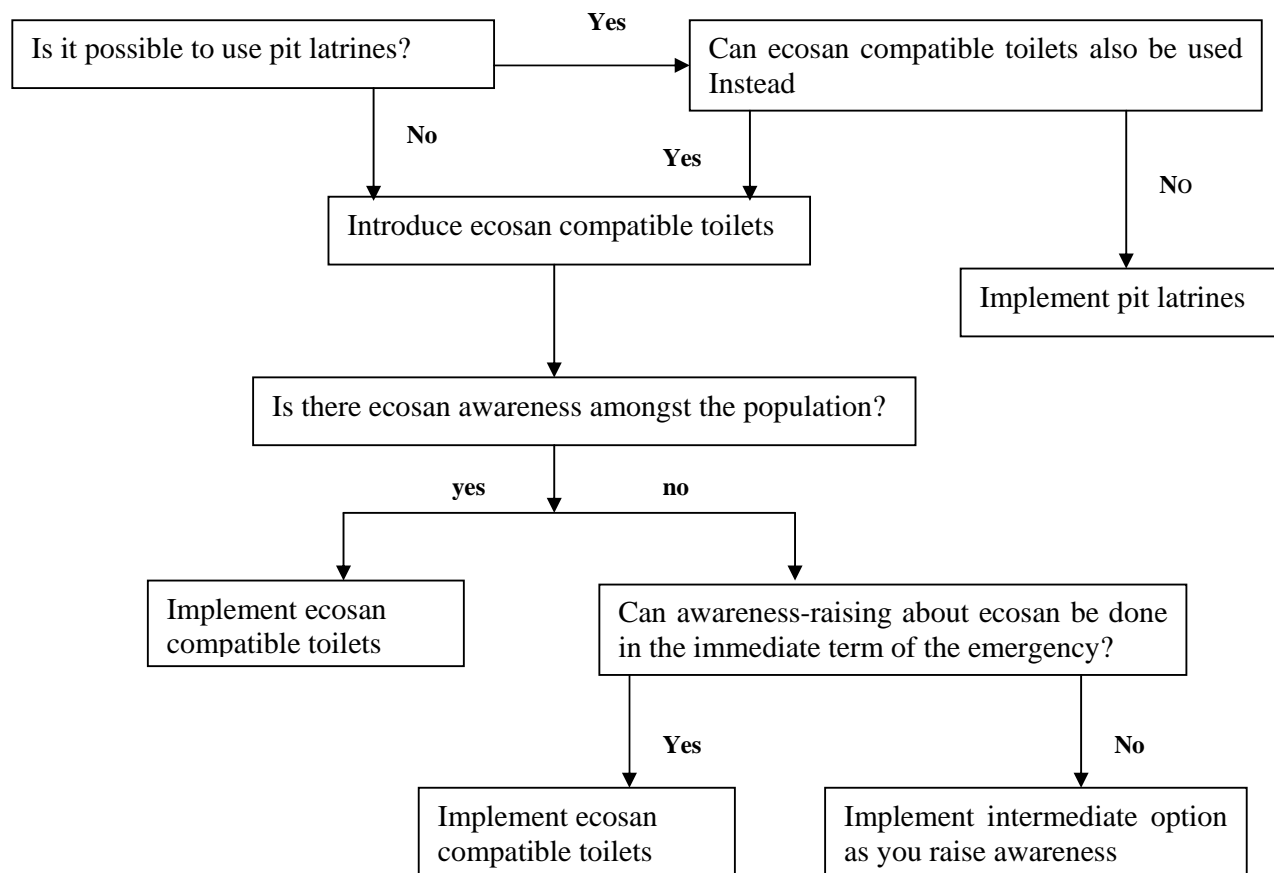 Yes
Is it possible to use pit latrines?
Can ecosan compatible toilets also be used
Instead
No
Yes
No
Introduce ecosan compatible toilets
Implement pit latrines
Is there ecosan awareness amongst the population?
yes
no
Implement ecosan
compatible toilets
Can awareness-raising about ecosan be done
in the immediate term of the emergency?
Yes
No
Implement ecosan
compatible toilets
Implement intermediate option
as you raise awareness